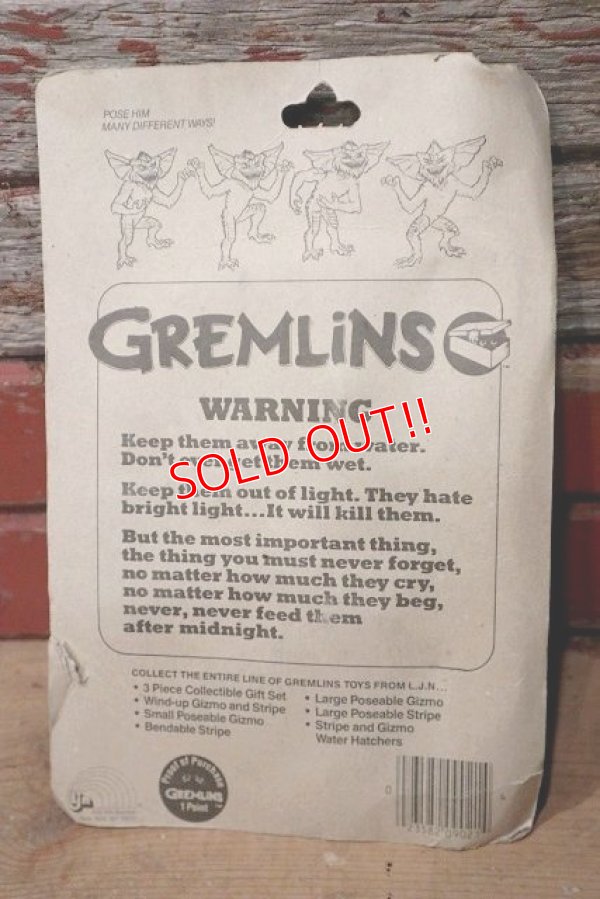 POSE HIM
MANY DIFFERENT WAYS!
GREMLiNS
WARNING
Keep them away from water.
Don't ever get them wet.
SOLD OUT!!
Keep them out of light. They hate
bright light...It will kill them.
But the most important thing,
the thing you must never forget,
no matter how much they cry,
no matter how much they beg,
never, never feed them
after midnight.
COLLECT THE ENTIRE LINE OF GREMLINS TOYS FROM L.J.N...
• 3 Piece Collectible Gift Set
• Wind-up Gizmo and Stripe
• Small Poseable Gizmo
• Bendable Stripe
• Large Poseable Gizmo
• Large Poseable Stripe
• Stripe and Gizmo
Water Hatchers
Proof of Purchase
GREMLiNS
1 Point
LJN
0